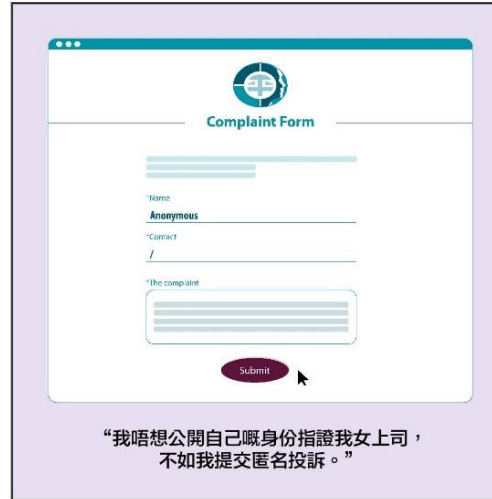 Complaint Form
*Name
Anonymous
*Contact
/
*The complaint
Submit
“我唔想公開自己嘅身份指證我女上司，
不如我提交匿名投訴。”